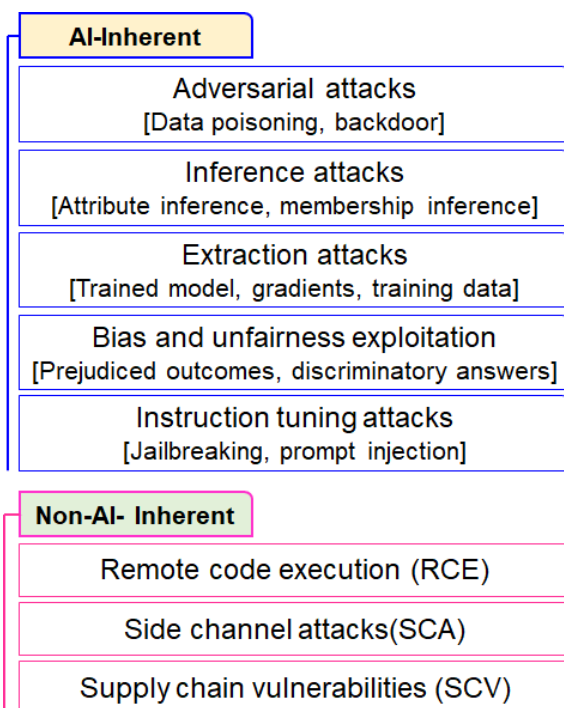 AI-Inherent
Adversarial attacks
[Data poisoning, backdoor]
Inference attacks
[Attribute inference, membership inference]
Extraction attacks
[Trained model, gradients, training data]
Bias and unfairness exploitation
[Prejudiced outcomes, discriminatory answers]
Instruction tuning attacks
[Jailbreaking, prompt injection]
Non-AI- Inherent
Remote code execution (RCE)
Side channel attacks(SCA)
Supply chain vulnerabilities (SCV)